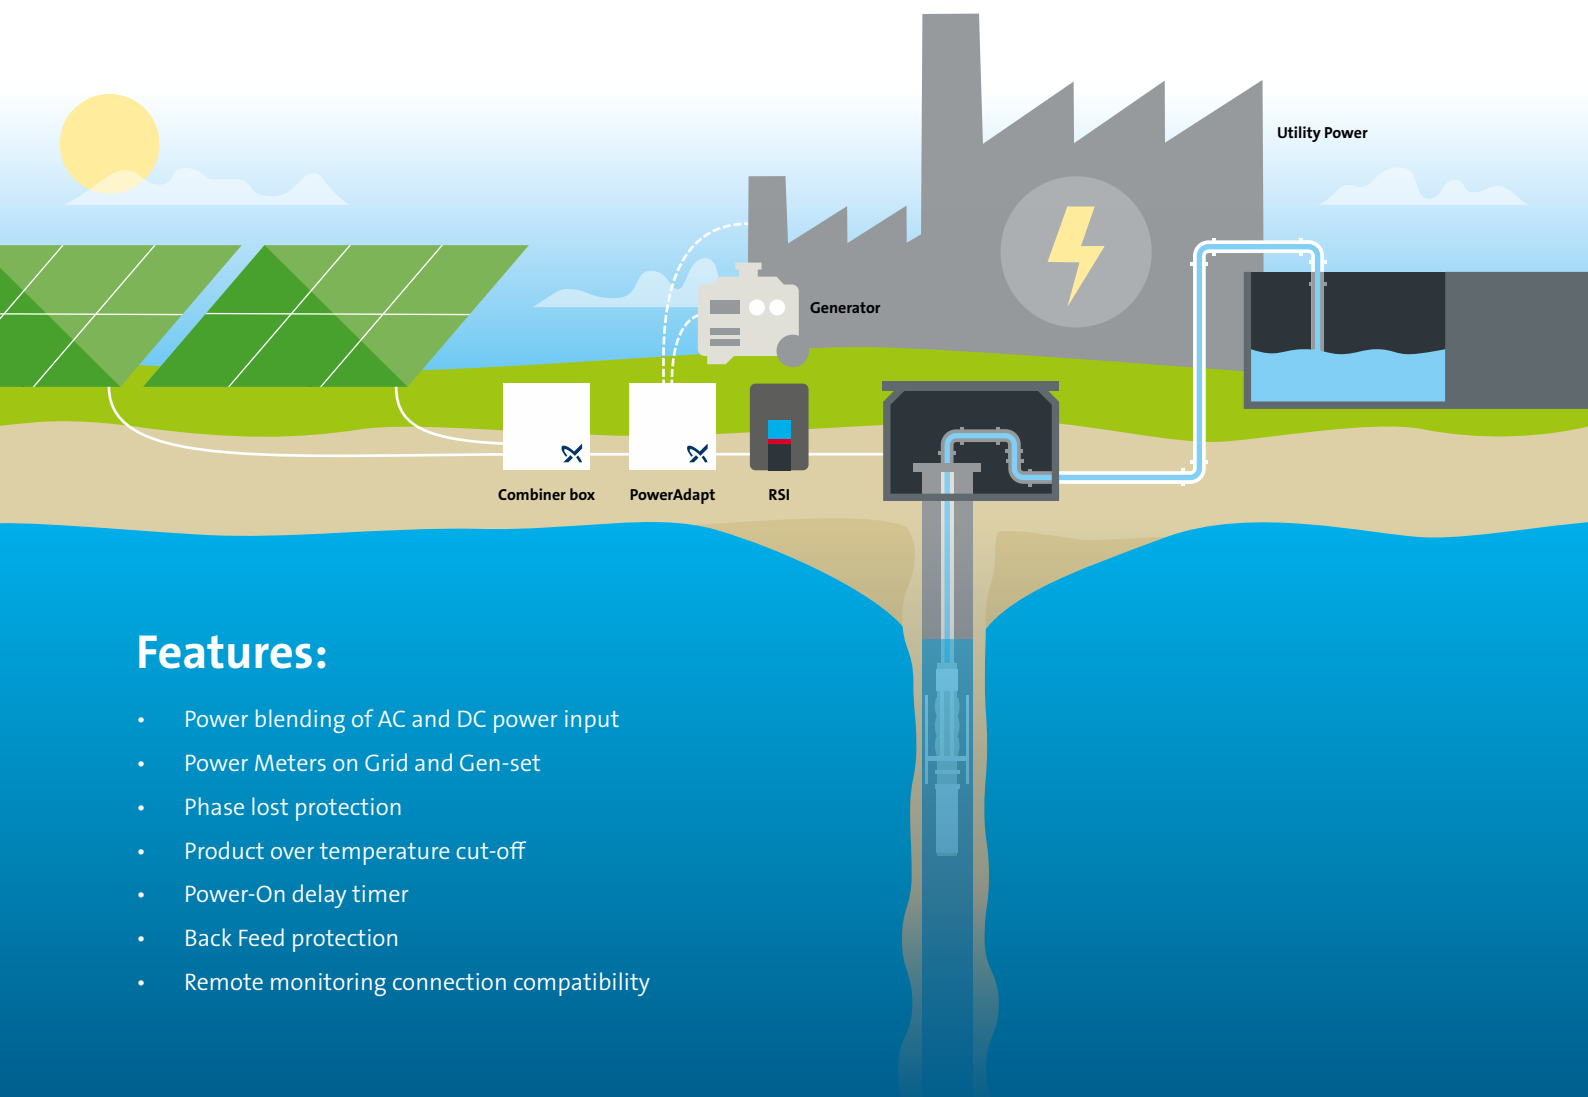 Utility Power
Generator
Combiner box
PowerAdapt
RSI
Features:
• Power blending of AC and DC power input
• Power Meters on Grid and Gen-set
• Phase lost protection
• Product over temperature cut-off
• Power-On delay timer
• Back Feed protection
• Remote monitoring connection compatibility